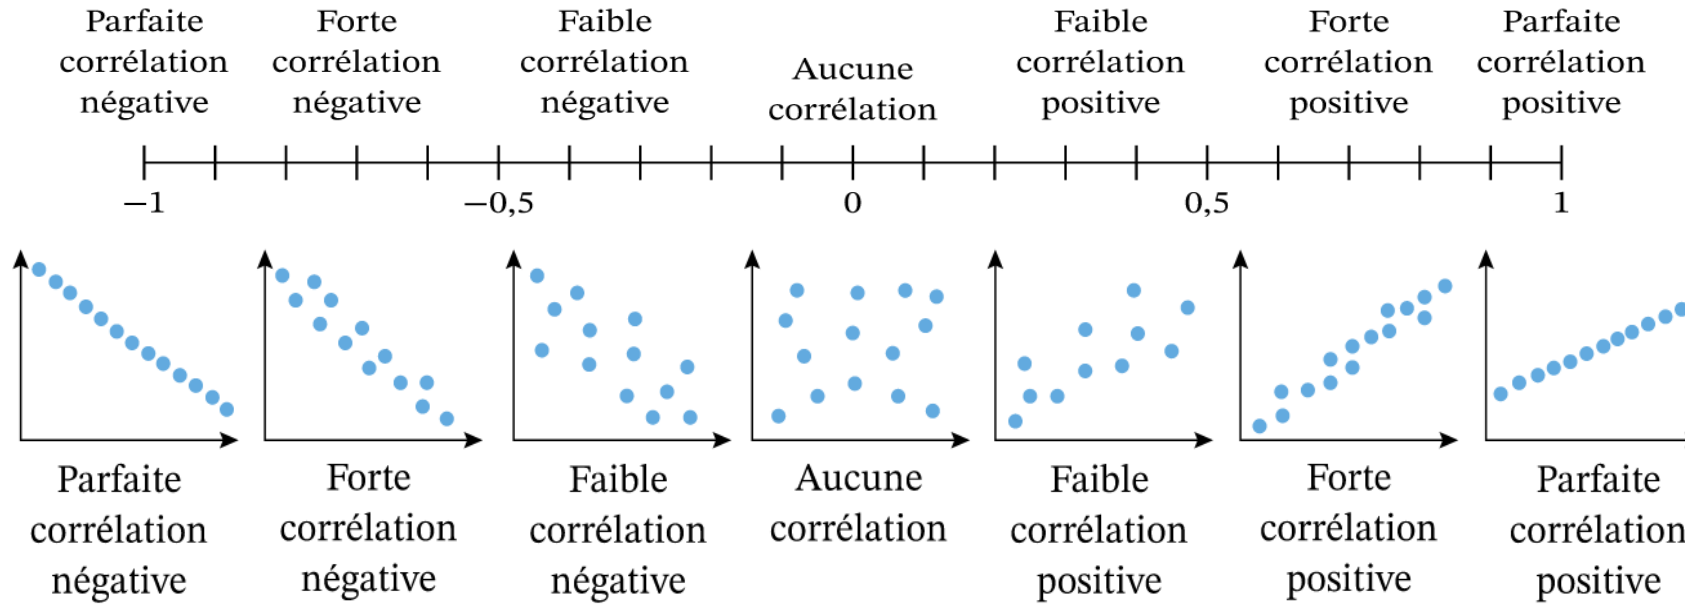 Parfaite
corrélation
négative
Forte
corrélation
négative
Faible
corrélation
négative
Aucune
corrélation
Faible
corrélation
positive
Forte
corrélation
positive
Parfaite
corrélation
positive
−1
−0,5
0
0,5
1
Parfaite
corrélation
négative
Forte
corrélation
négative
Faible
corrélation
négative
Aucune
corrélation
Faible
corrélation
positive
Forte
corrélation
positive
Parfaite
corrélation
positive